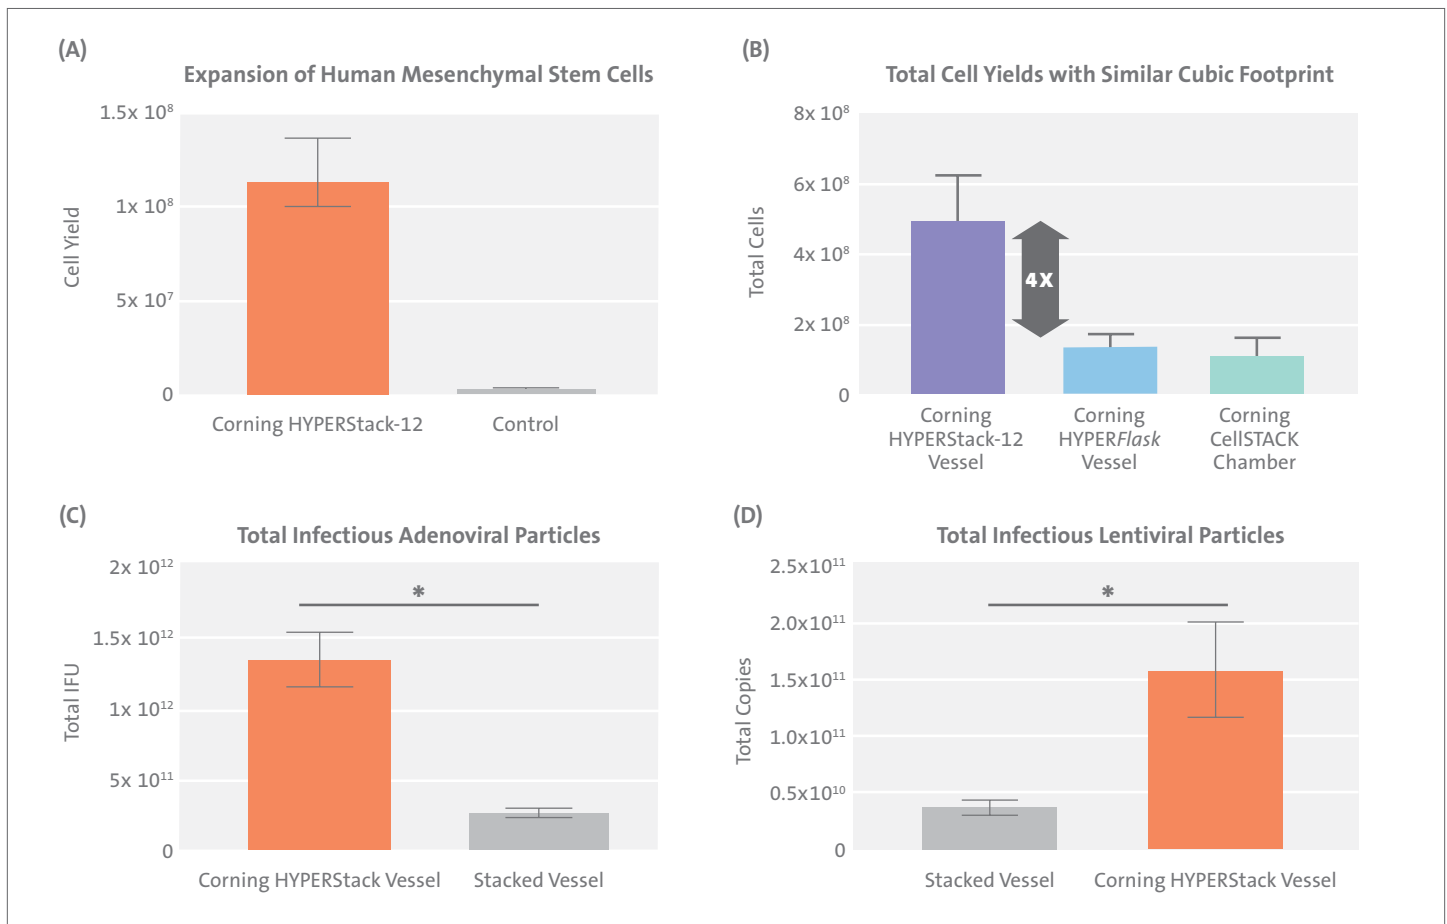 (A)
Expansion of Human Mesenchymal Stem Cells
1.5x 10⁸
1x 10⁸
5x 10⁷
0
Cell Yield
Corning HYPERStack-12
Control
(B)
Total Cell Yields with Similar Cubic Footprint
8x 10⁸
6x 10⁸
4x 10⁸
2x 10⁸
0
Total Cells
4X
Corning
HYPERStack-12
Vessel
Corning
HYPERFlask
Vessel
Corning
CellSTACK
Chamber
(C)
Total Infectious Adenoviral Particles
2x 10¹²
1.5x 10¹²
1x 10¹²
5x 10¹¹
0
Total IFU
*
Corning HYPERStack Vessel
Stacked Vessel
(D)
Total Infectious Lentiviral Particles
2.5x10¹¹
2.0x10¹¹
1.5x10¹¹
1.0x10¹¹
0.5x10¹⁰
0
Total Copies
*
Stacked Vessel
Corning HYPERStack Vessel